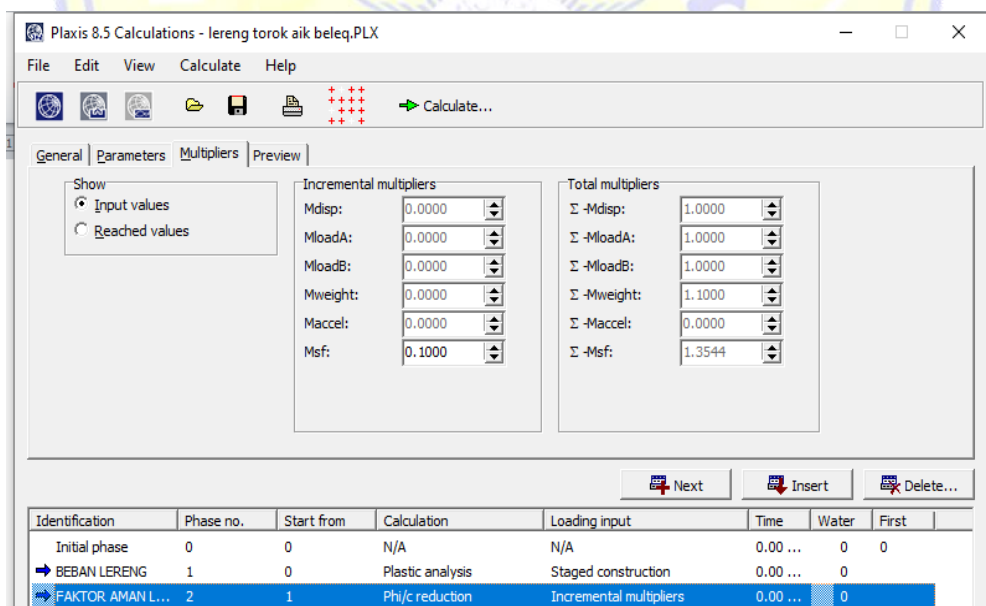 Plaxis 8.5 Calculations - lereng torok aik beleq.PLX
File Edit View Calculate Help
Calculate...
General Parameters Multipliers Preview
Show
Input values
Reached values
Incremental multipliers
Mdisp: 0.0000
MloadA: 0.0000
MloadB: 0.0000
Mweight: 0.0000
Maccel: 0.0000
Msf: 0.1000
Total multipliers
Σ -Mdisp: 1.0000
Σ -MloadA: 1.0000
Σ -MloadB: 1.0000
Σ -Mweight: 1.1000
Σ -Maccel: 0.0000
Σ -Msf: 1.3544
Next Insert Delete...
Identification Phase no. Start from Calculation Loading input Time Water First
Initial phase 0 0 N/A N/A 0.00 ... 0 0
BEBAN LERENG 1 0 Plastic analysis Staged construction 0.00 ... 0
FAKTOR AMAN L... 2 1 Phi/c reduction Incremental multipliers 0.00 ... 0